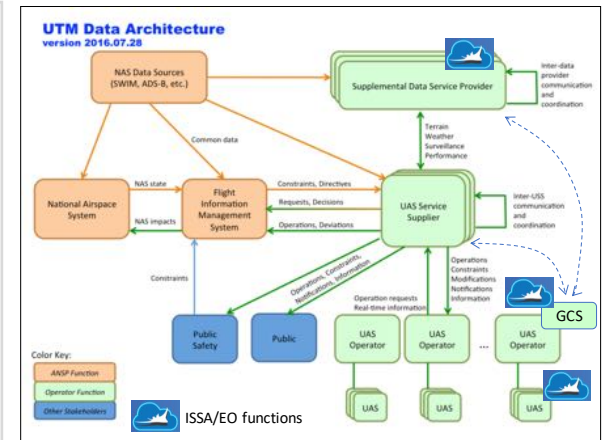 UTM Data Architecture
version 2016.07.28
NAS Data Sources
(SWIM, ADS-B, etc.)
Supplemental Data Service Provider
Inter-data
provider
communication
and
coordination
Common data
Terrain
Weather
Surveillance
Performance
National Airspace
System
NAS state
NAS impacts
Flight
Information
Management
System
Constraints, Directives
Requests, Decisions
Operations, Deviations
UAS Service
Supplier
Inter-USS
communication
and
coordination
Constraints
Operations, Constraints,
Notifications, Information
Operations
Constraints
Modifications
Notifications
Information
Operation requests
Real-time information
Public
Safety
Public
UAS
Operator
UAS
Operator
...
UAS
Operator
GCS
Color Key:
ANSP Function
Operator Function
Other Stakeholders
ISSA/EO functions
UAS
UAS
UAS